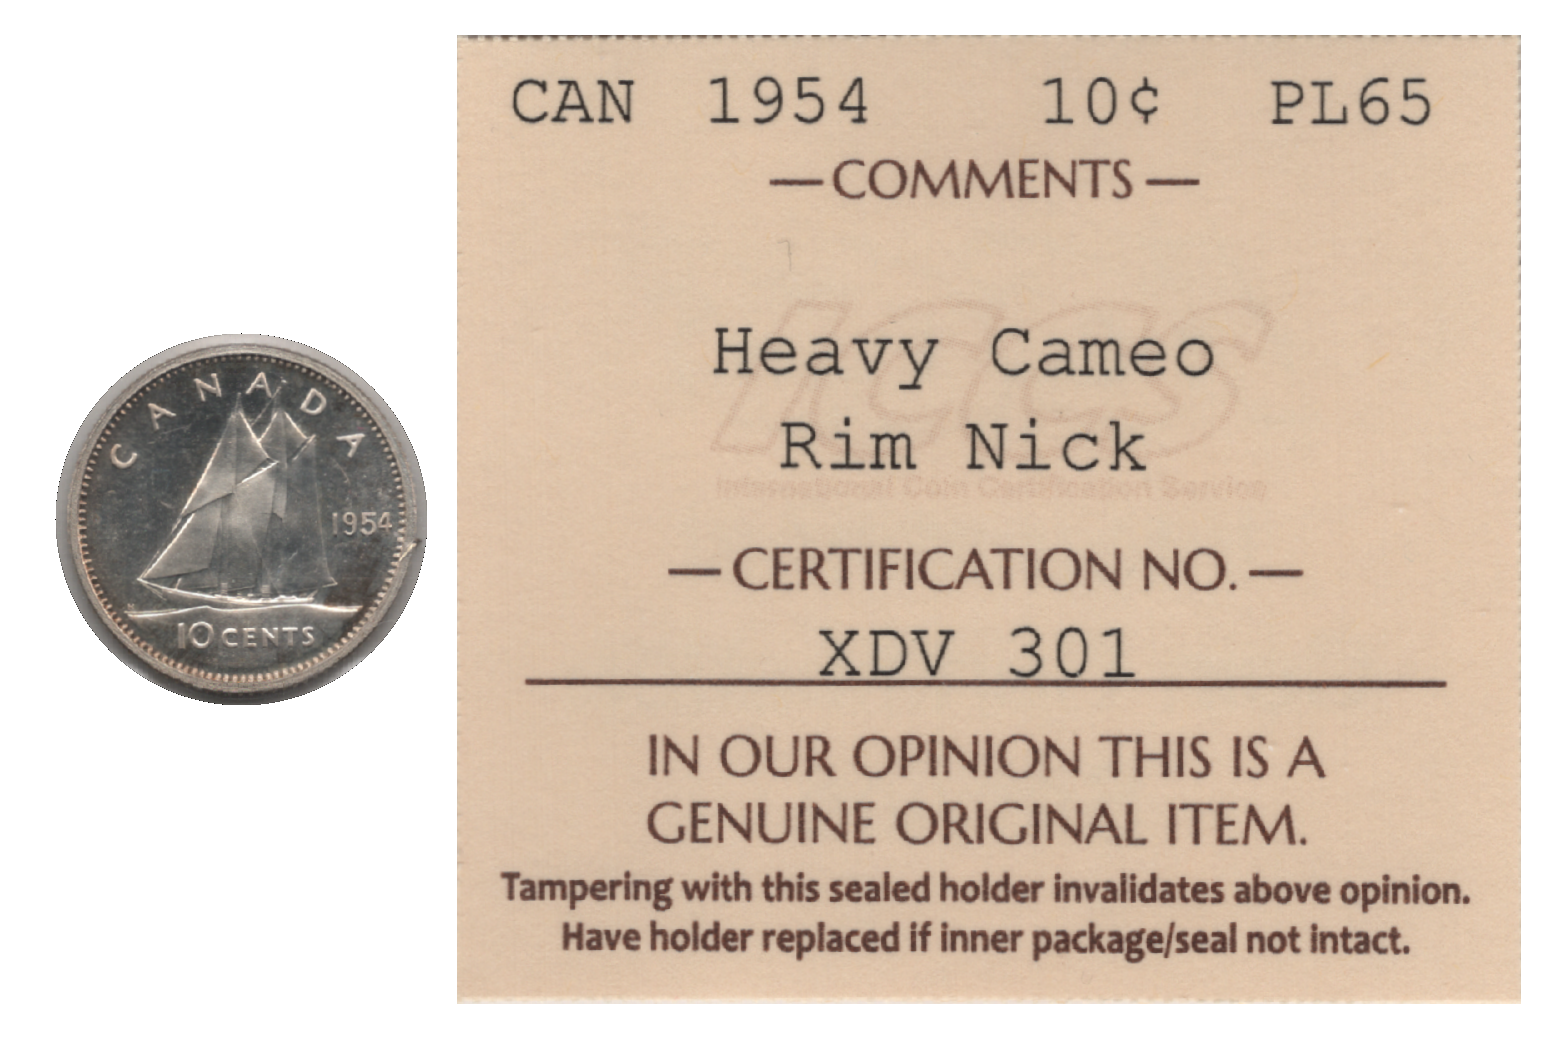 CANADA
1954
10 CENTS
CAN 1954 10¢ PL65
— COMMENTS —
ICCS
Heavy Cameo
Rim Nick
International Coin Certification Service
— CERTIFICATION NO. —
XDV 301
IN OUR OPINION THIS IS A
GENUINE ORIGINAL ITEM.
Tampering with this sealed holder invalidates above opinion.
Have holder replaced if inner package/seal not intact.